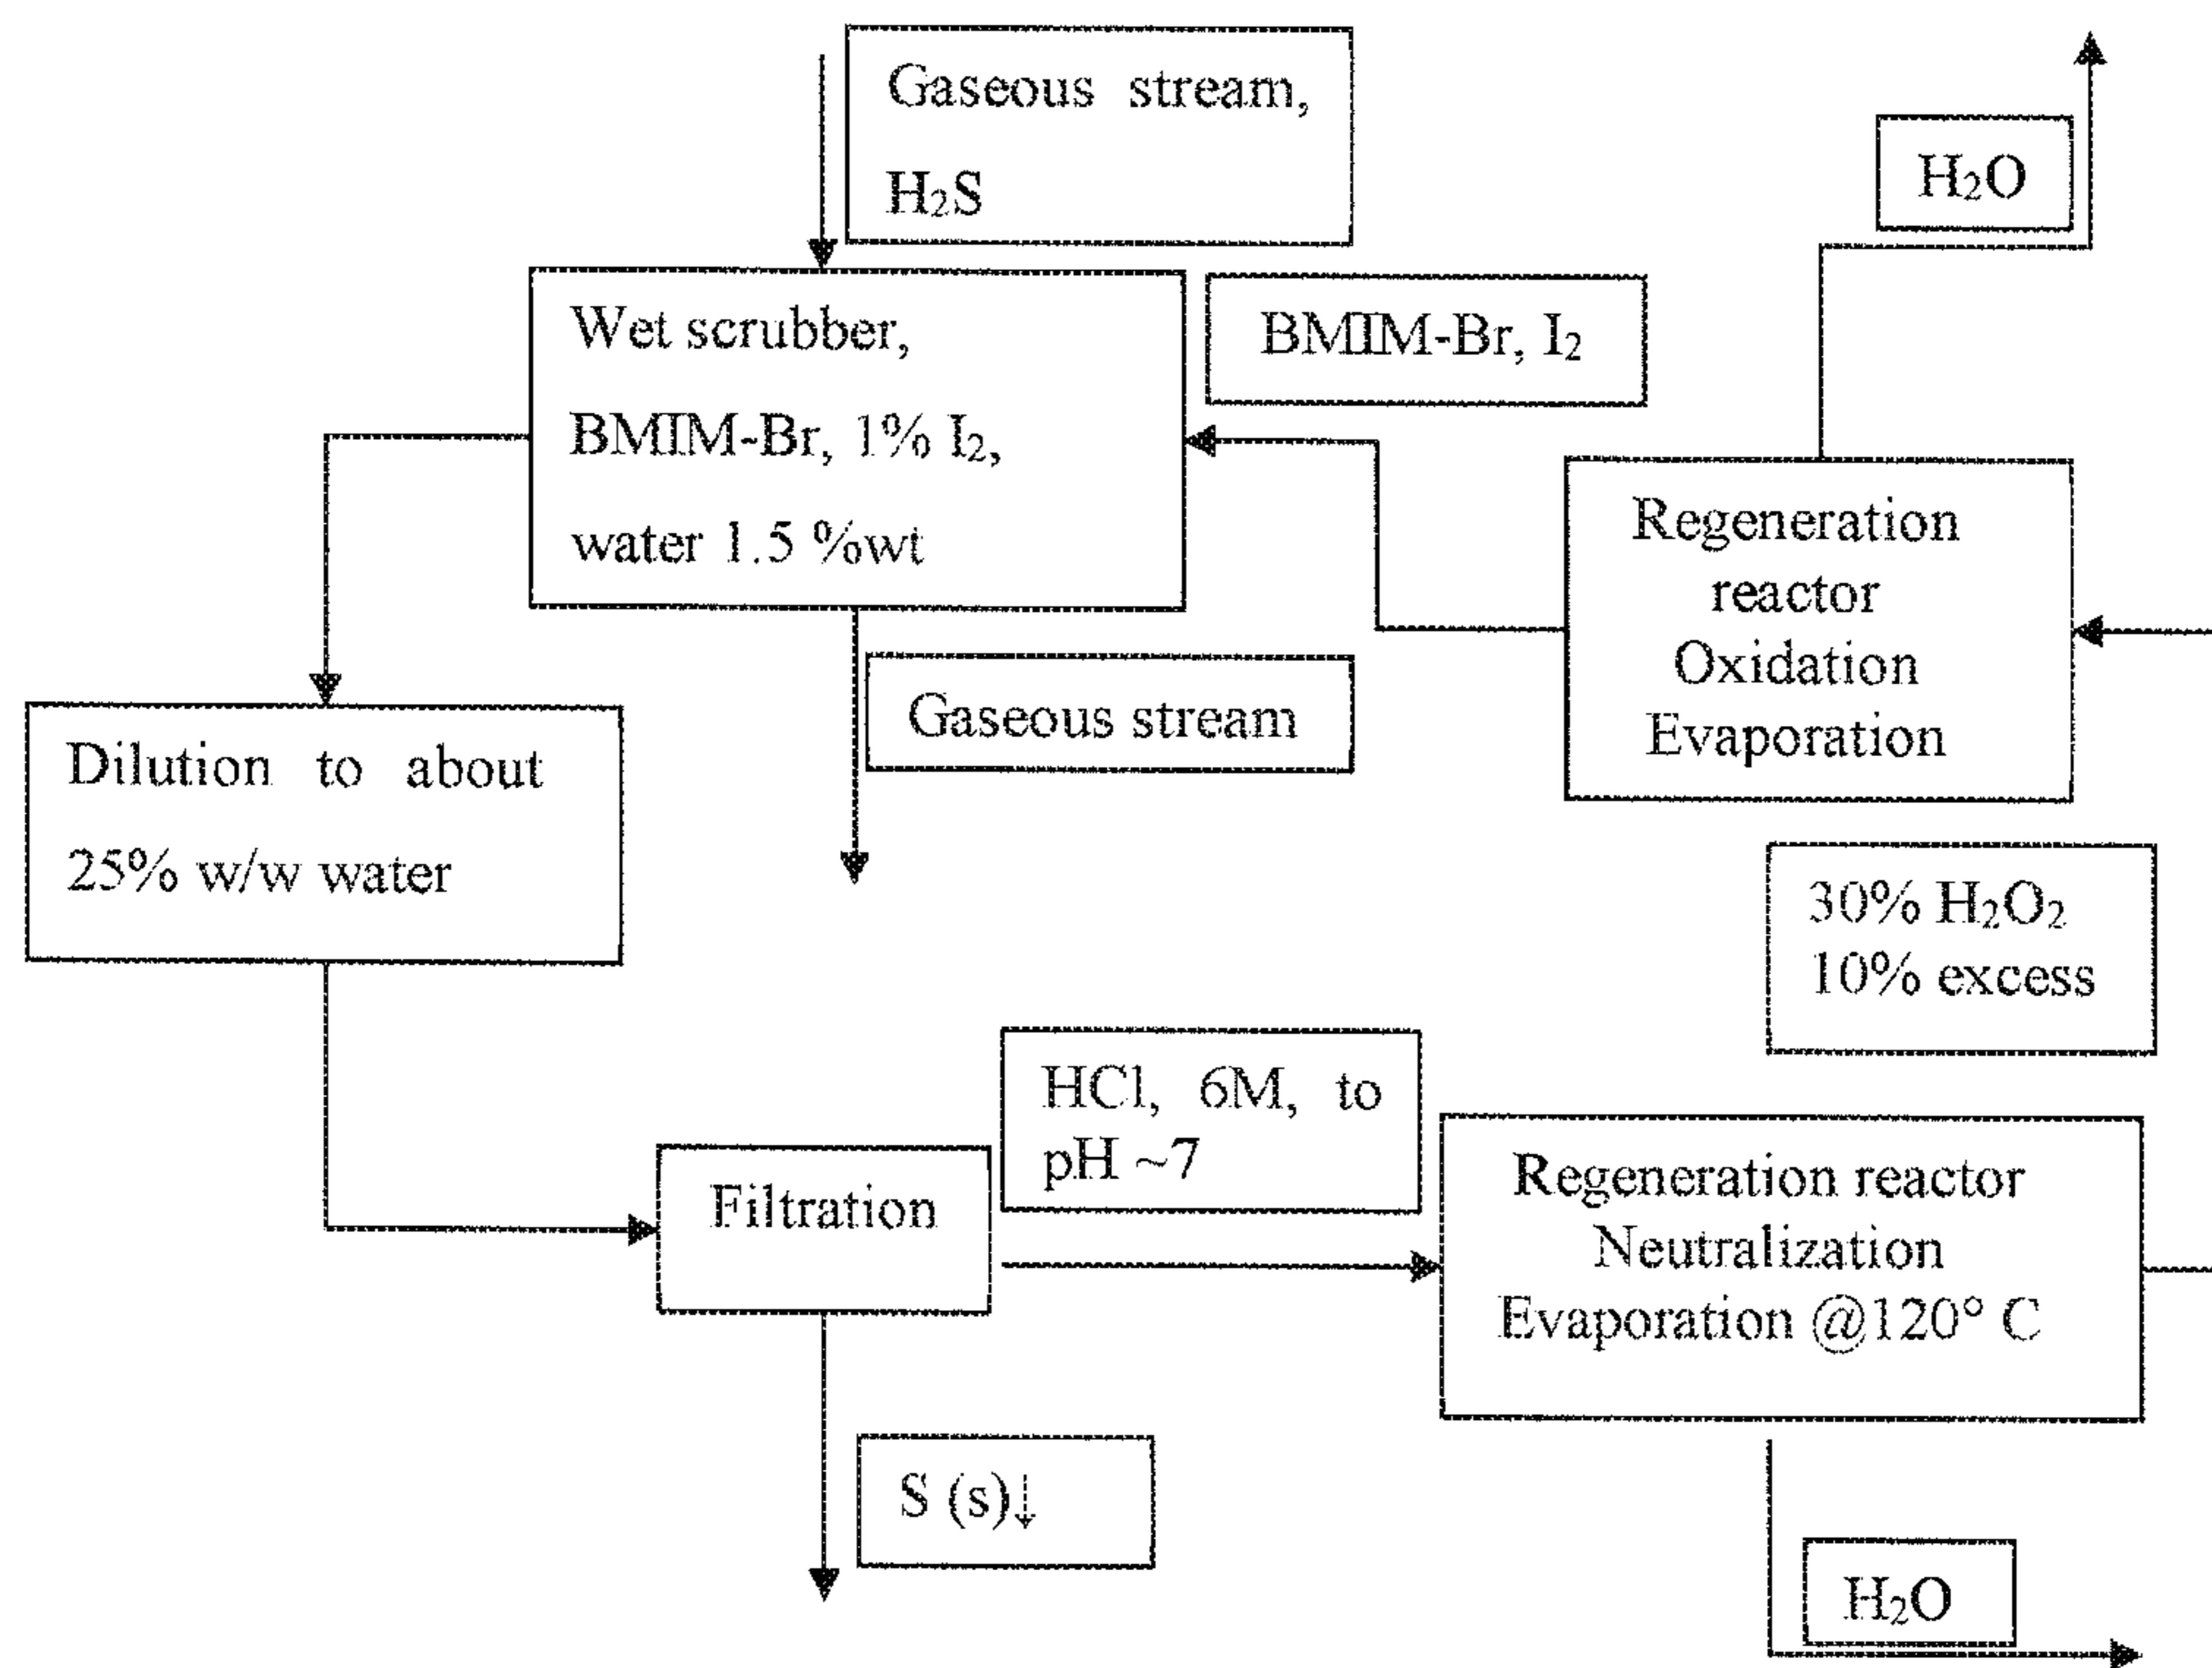 Gaseous stream,
H₂S
H₂O
Wet scrubber,
BMIM-Br, 1% I₂,
water 1.5 %wt
BMIM-Br, I₂
Regeneration
reactor
Oxidation
Evaporation
Gaseous stream
Dilution to about
25% w/w water
30% H₂O₂
10% excess
HCl, 6M, to
pH ~7
Filtration
Regeneration reactor
Neutralization
Evaporation @120° C
S (s)↓
H₂O